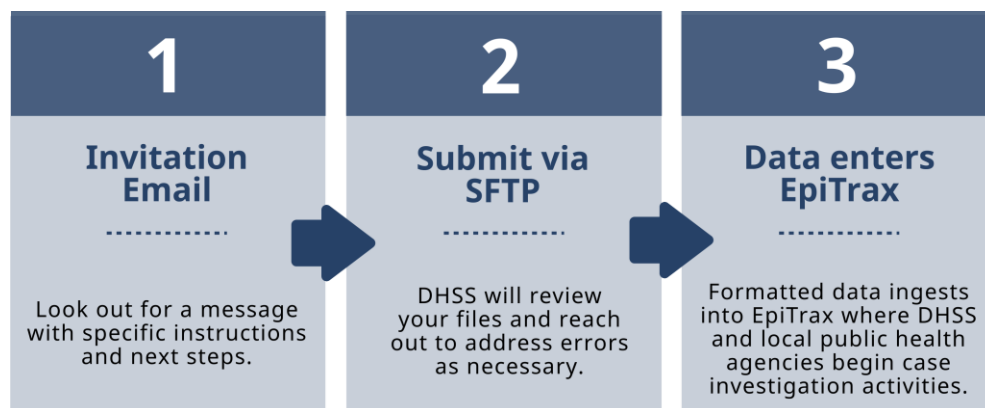 1
Invitation
Email
Look out for a message
with specific instructions
and next steps.
2
Submit via
SFTP
DHSS will review
your files and reach
out to address errors
as necessary.
3
Data enters
EpiTrax
Formatted data ingests
into EpiTrax where DHSS
and local public health
agencies begin case
investigation activities.